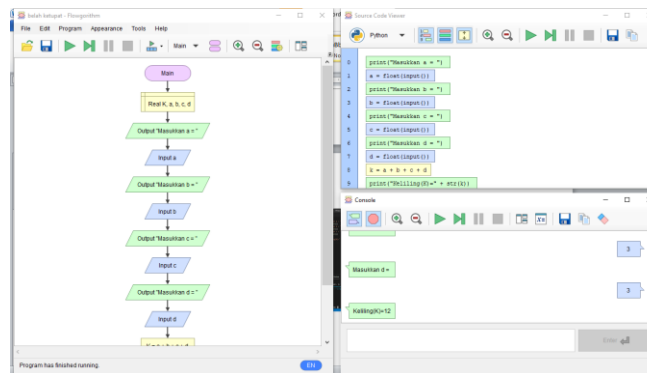 belah ketupat - Flowgorithm
File Edit Program Appearance Tools Help
Main
Main
Real K, a, b, c, d
Output "Masukkan a = "
Input a
Output "Masukkan b = "
Input b
Output "Masukkan c = "
Input c
Output "Masukkan d = "
Input d
Program has finished running.
EN
Source Code Viewer
Python
0 print("Masukkan a = ")
1 a = float(input())
2 print("Masukkan b = ")
3 b = float(input())
4 print("Masukkan c = ")
5 c = float(input())
6 print("Masukkan d = ")
7 d = float(input())
8 k = a + b + c + d
9 print("Keliling(K)=" + str(k))
Console
3
Masukkan d =
3
Keliling(K)=12
Enter